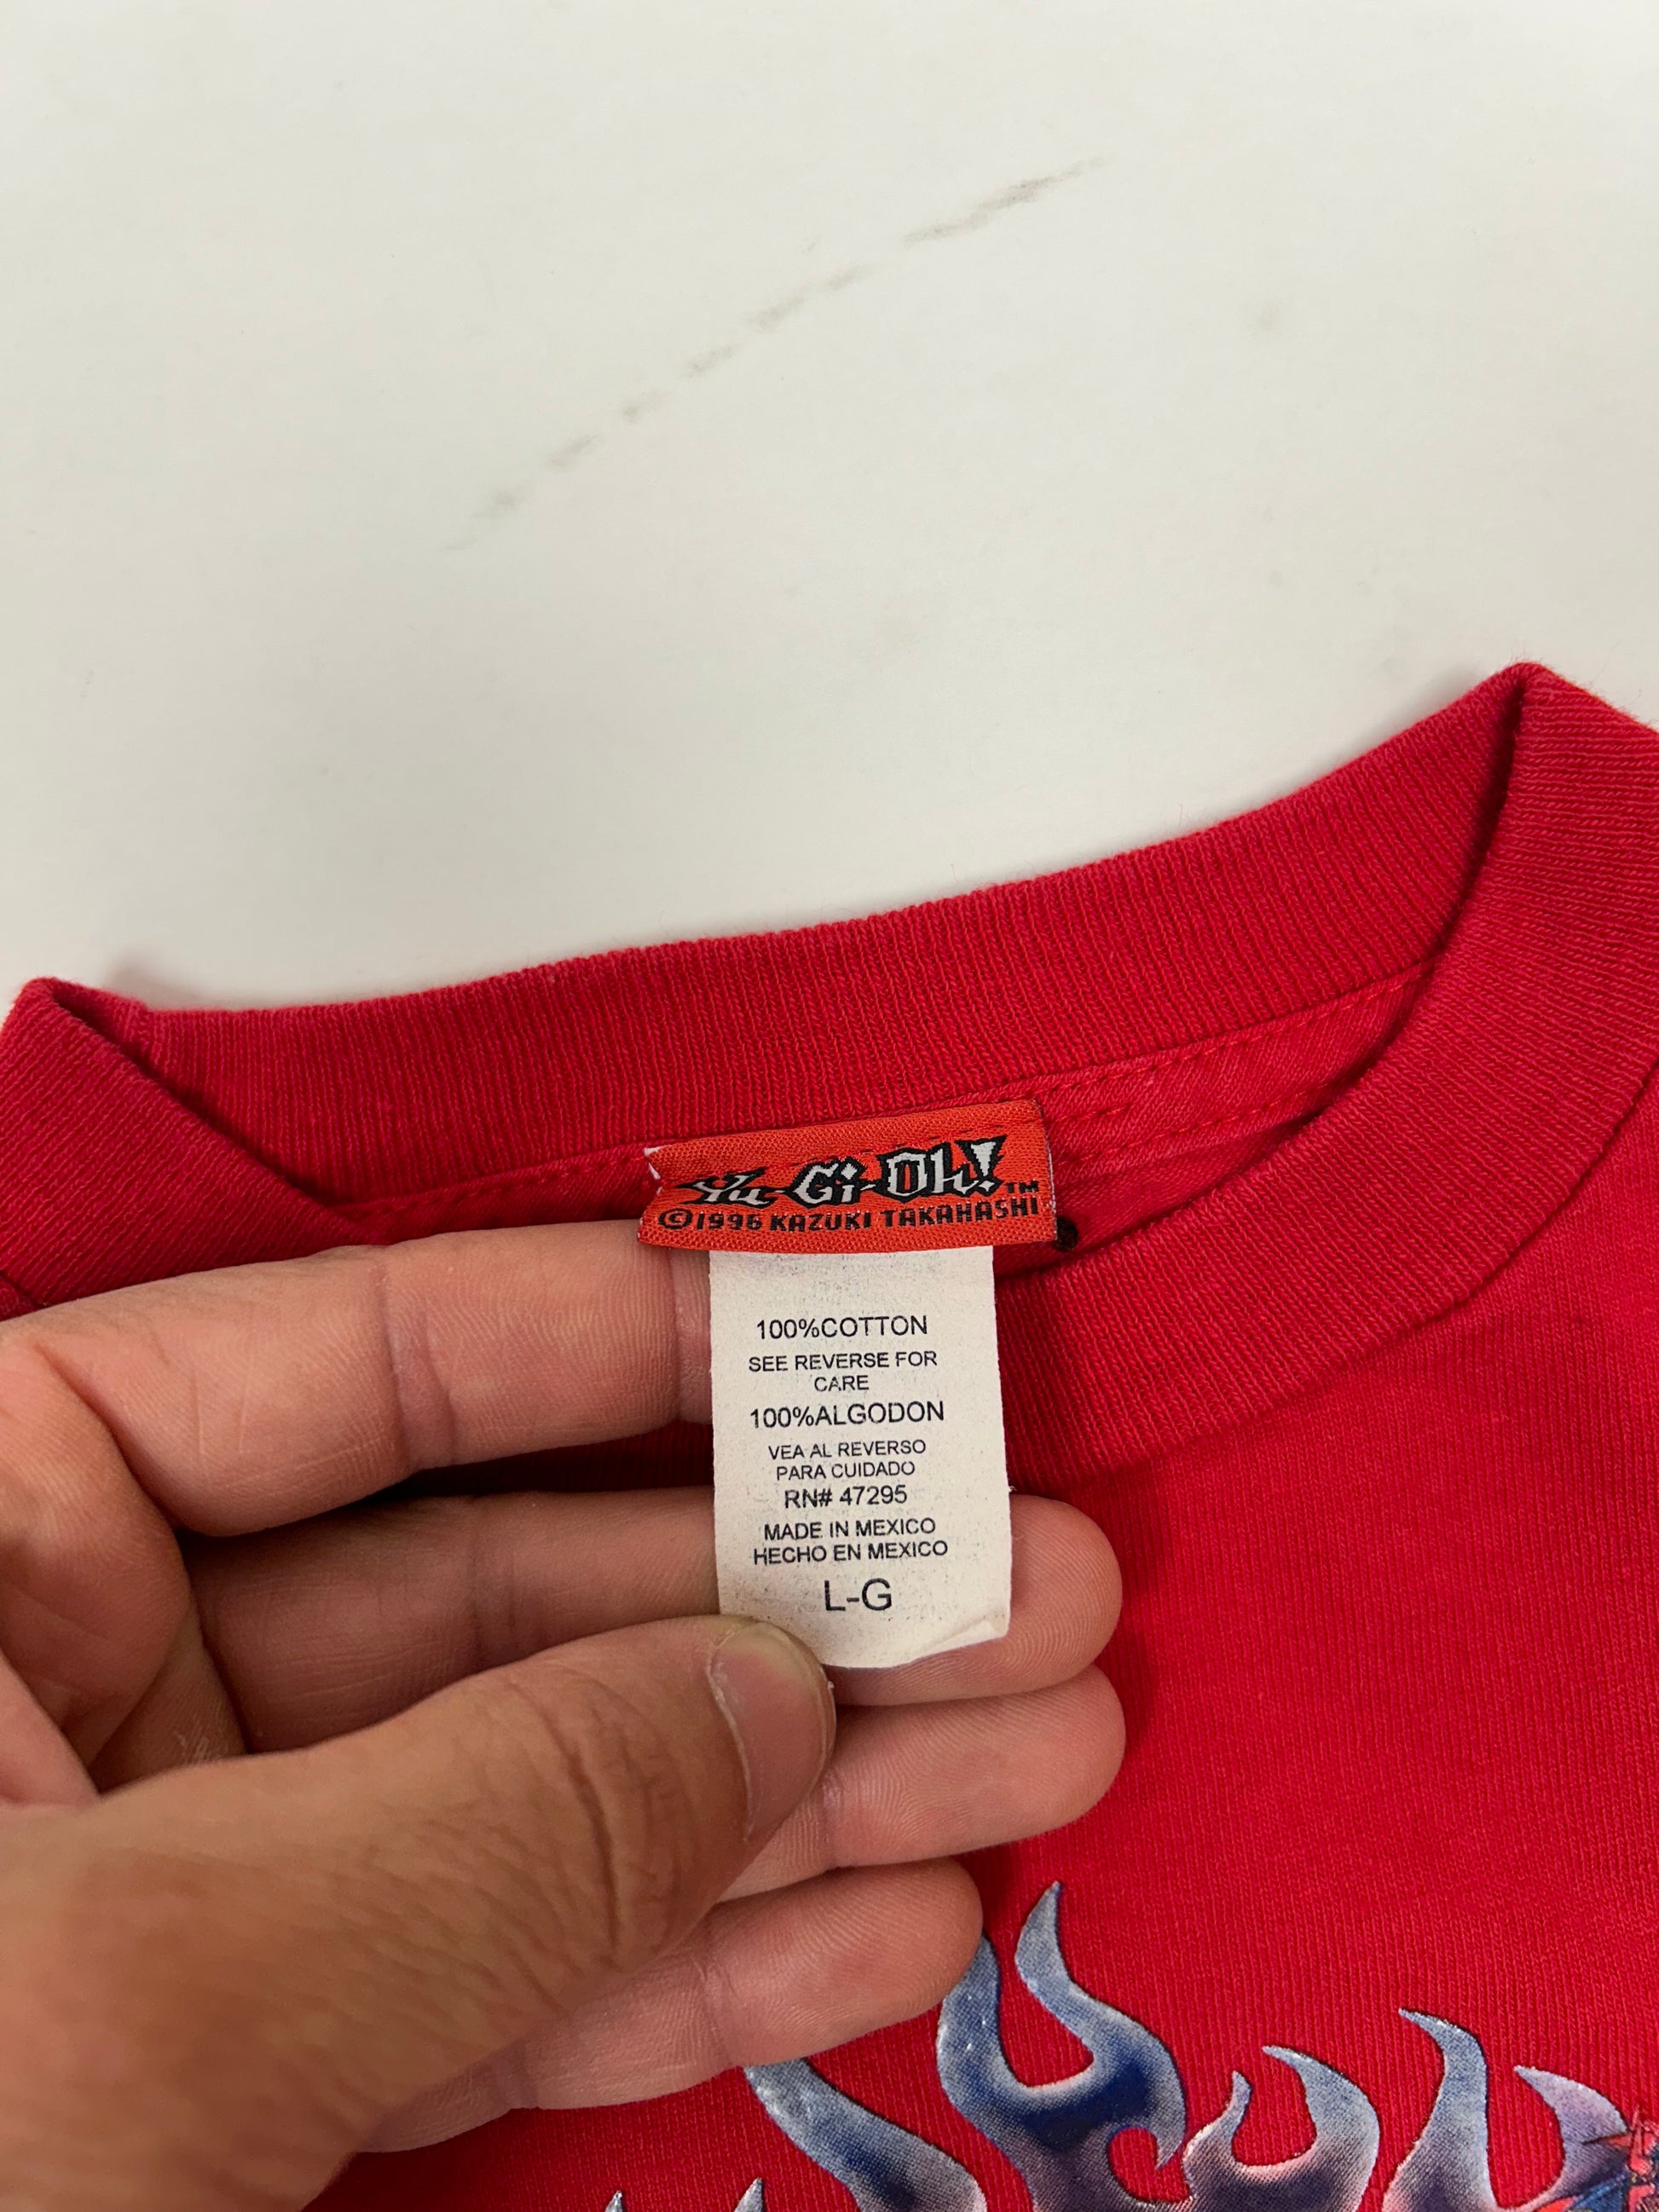 Yu-Gi-Oh!™
©1996 KAZUKI TAKAHASHI
100%COTTON
SEE REVERSE FOR
CARE
100%ALGODON
VEA AL REVERSO
PARA CUIDADO
RN# 47295
MADE IN MEXICO
HECHO EN MEXICO
L-G